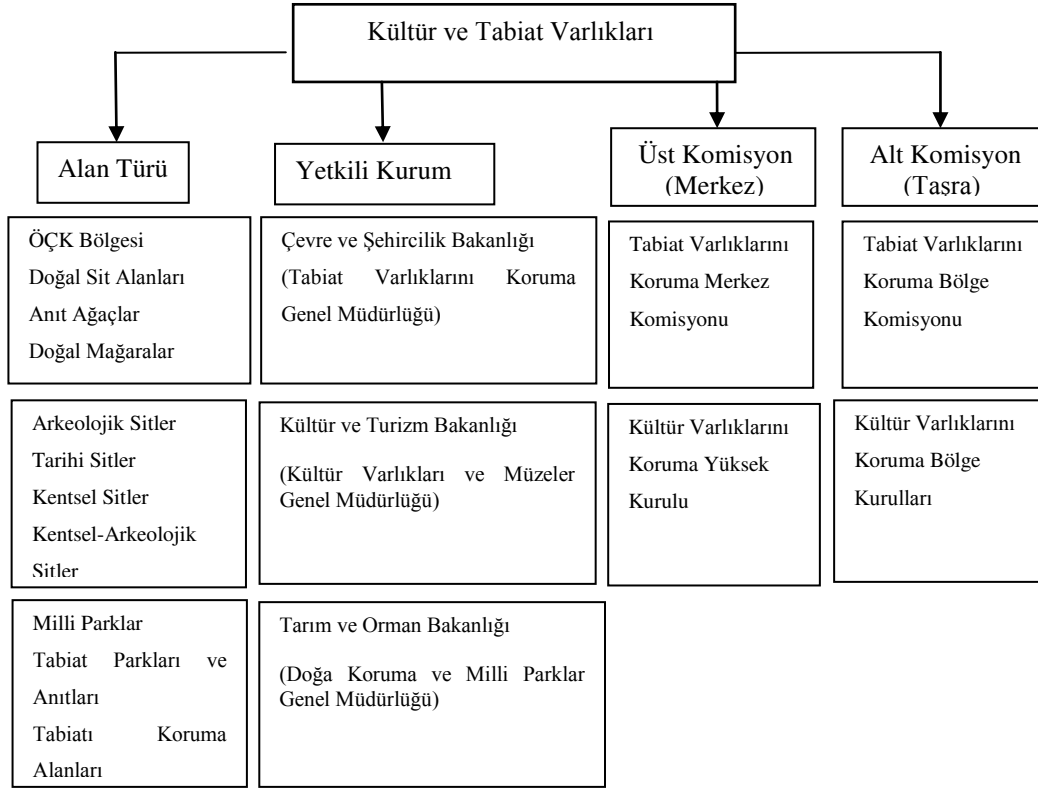 Kültür ve Tabiat Varlıkları
Alan Türü
Yetkili Kurum
Üst Komisyon
(Merkez)
Alt Komisyon
(Taşra)
ÖÇK Bölgesi
Doğal Sit Alanları
Anıt Ağaçlar
Doğal Mağaralar
Çevre ve Şehircilik Bakanlığı
(Tabiat Varlıklarını Koruma
Genel Müdürlüğü)
Tabiat Varlıklarını
Koruma Merkez
Komisyonu
Tabiat Varlıklarını
Koruma Bölge
Komisyonu
Arkeolojik Sitler
Tarihi Sitler
Kentsel Sitler
Kentsel-Arkeolojik
Sitler
Kültür ve Turizm Bakanlığı
(Kültür Varlıkları ve Müzeler
Genel Müdürlüğü)
Kültür Varlıklarını
Koruma Yüksek
Kurulu
Kültür Varlıklarını
Koruma Bölge
Kurulları
Milli Parklar
Tabiat Parkları ve
Anıtları
Tabiatı Koruma
Alanları
Tarım ve Orman Bakanlığı
(Doğa Koruma ve Milli Parklar
Genel Müdürlüğü)